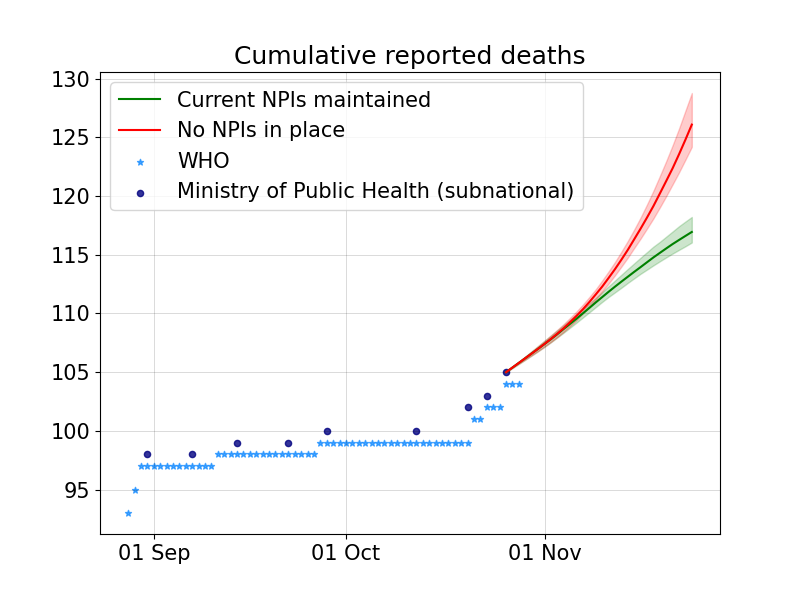 Cumulative reported deaths
130
125
120
115
110
105
100
95
Current NPIs maintained
No NPIs in place
WHO
Ministry of Public Health (subnational)
01 Sep
01 Oct
01 Nov